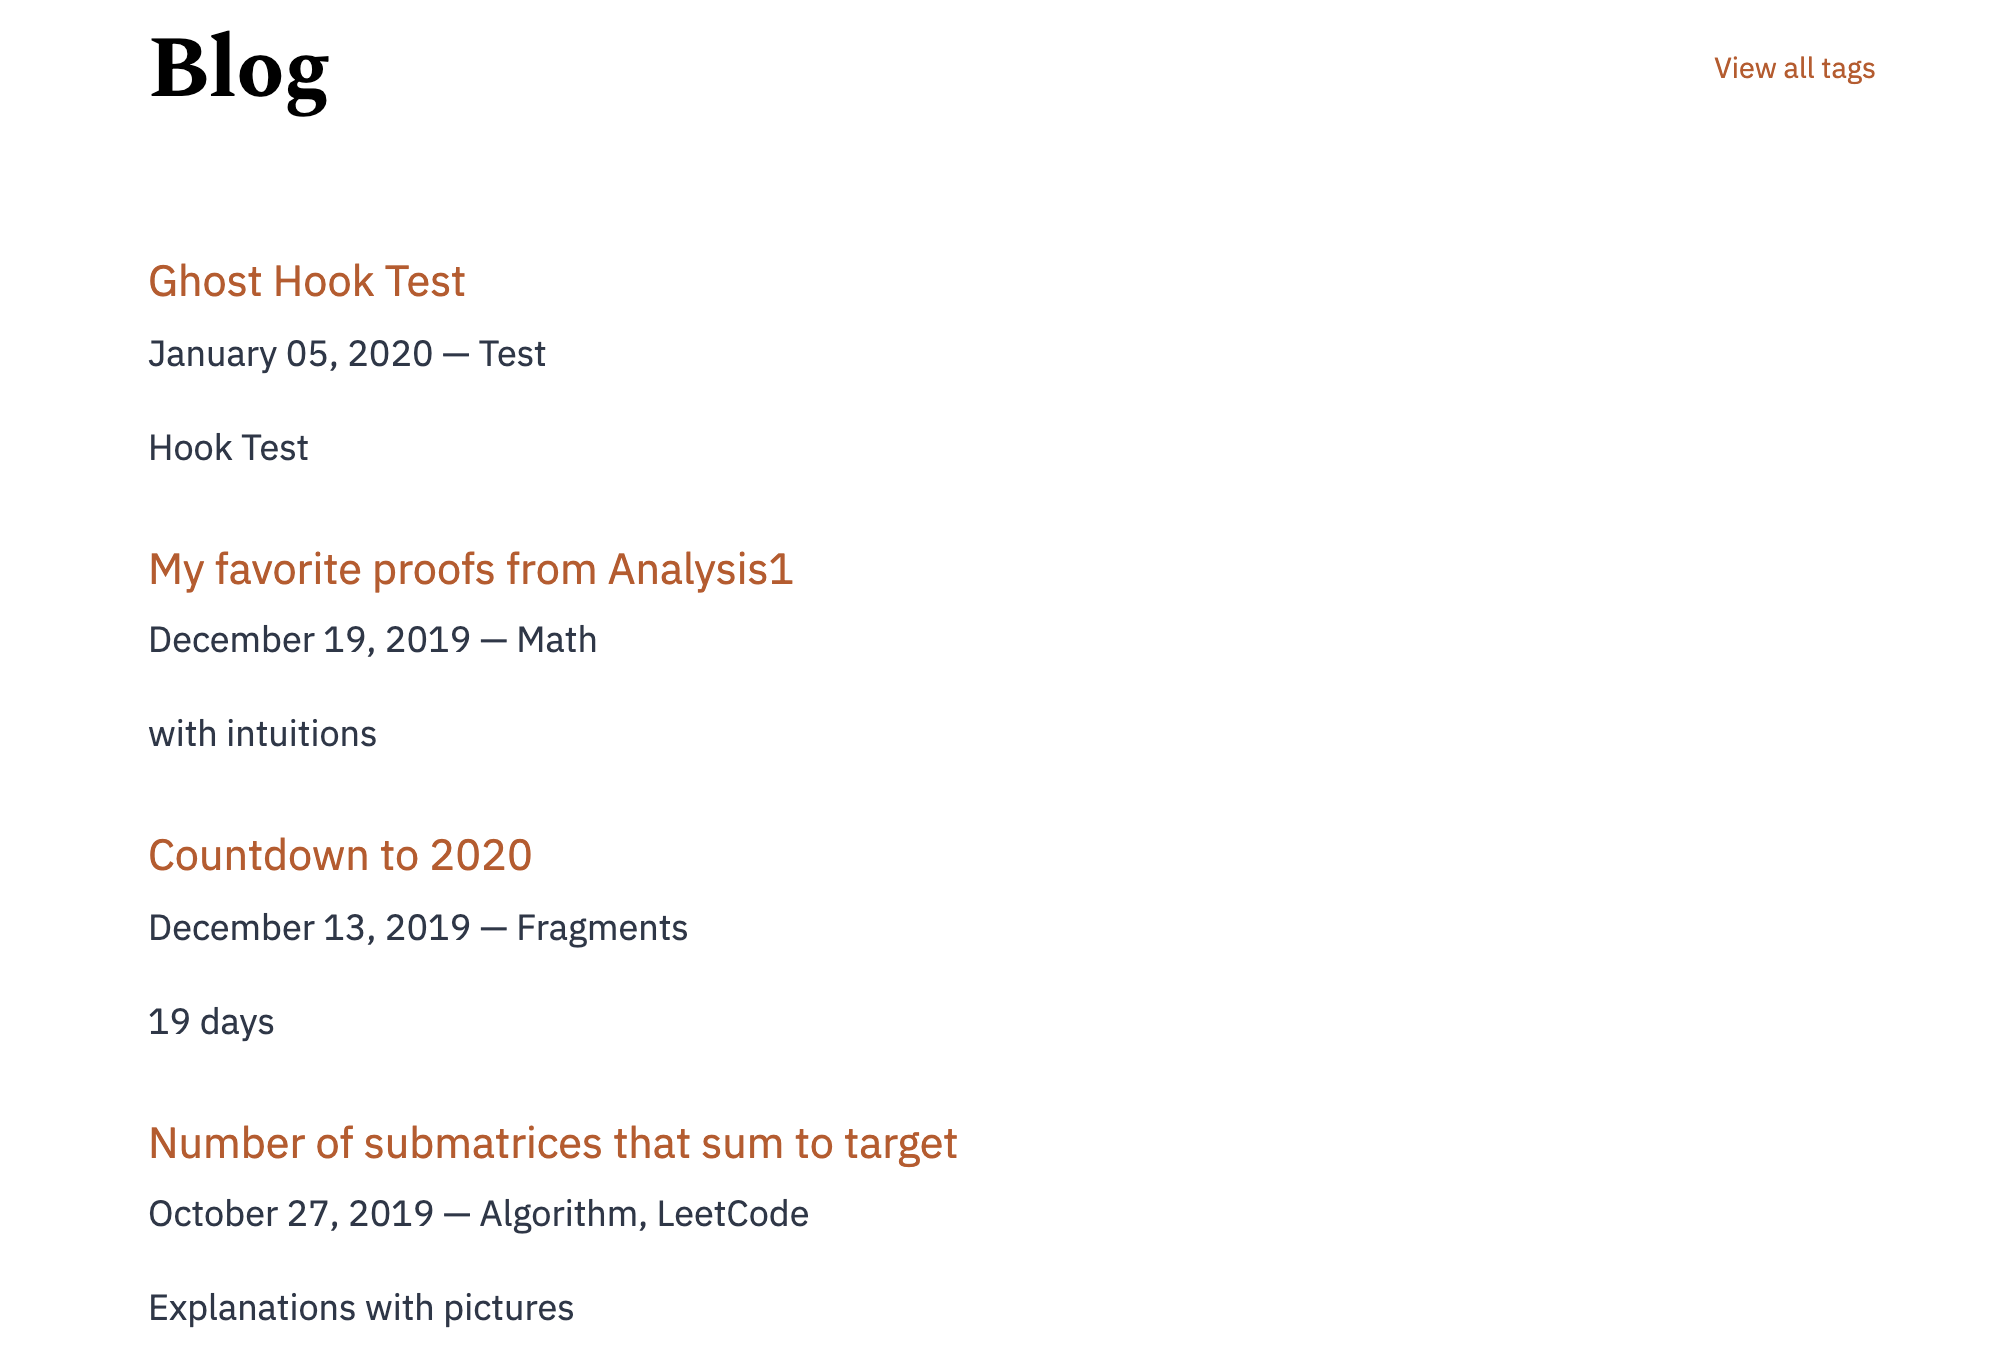 Blog
View all tags
Ghost Hook Test
January 05, 2020 — Test
Hook Test
My favorite proofs from Analysis1
December 19, 2019 — Math
with intuitions
Countdown to 2020
December 13, 2019 — Fragments
19 days
Number of submatrices that sum to target
October 27, 2019 — Algorithm, LeetCode
Explanations with pictures